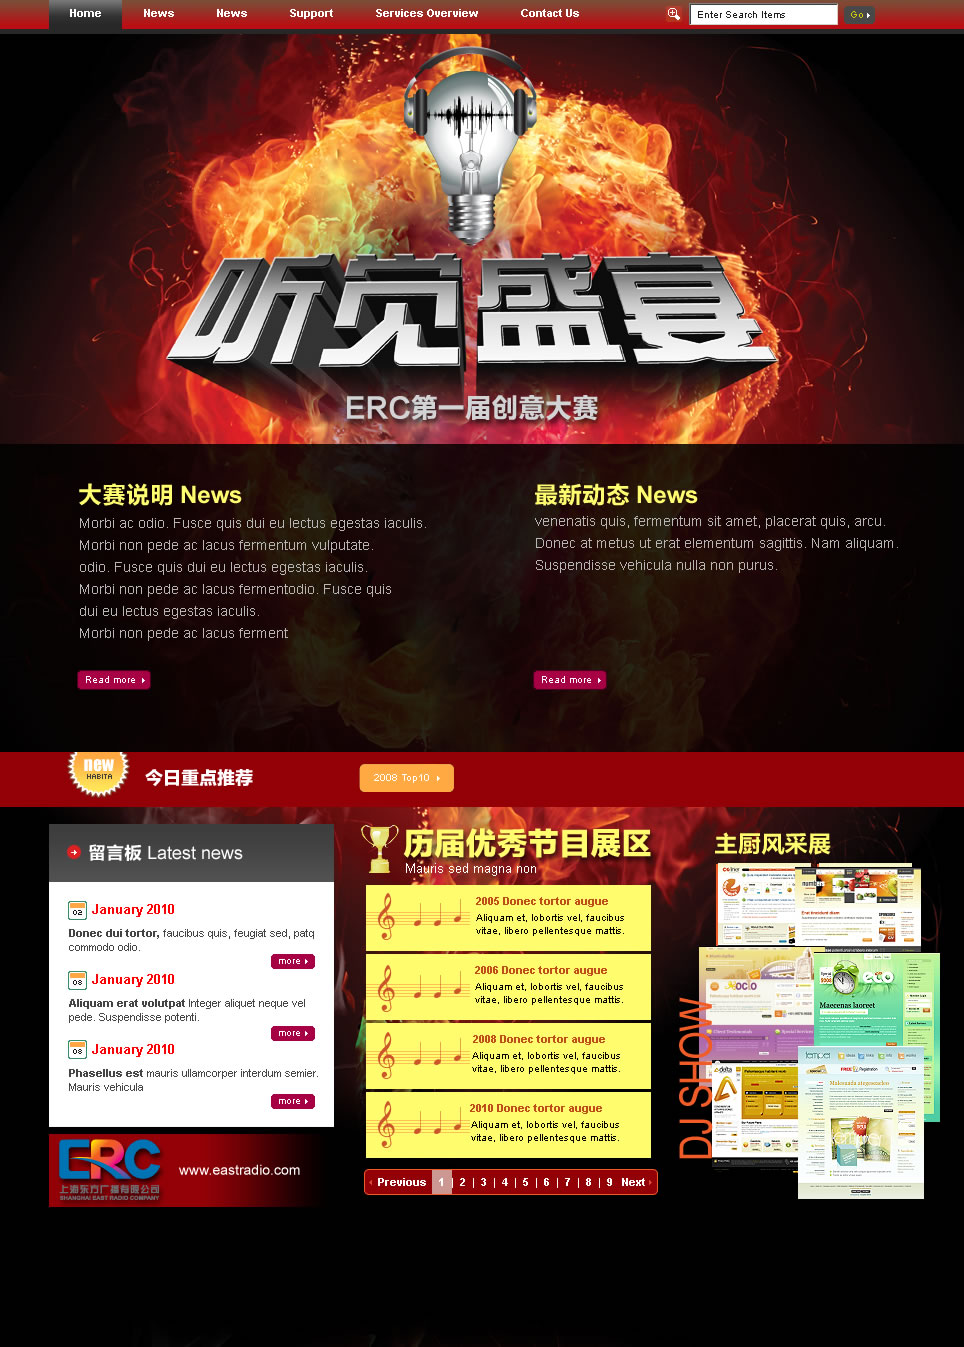 Home News News Support Services Overview Contact Us Enter Search Items Go
听觉盛宴
ERC第一届创意大赛
大赛说明 News
Morbi ac odio. Fusce quis dui eu lectus egestas iaculis.
Morbi non pede ac lacus fermentum vulputate.
odio. Fusce quis dui eu lectus egestas iaculis.
Morbi non pede ac lacus fermentodio. Fusce quis
dui eu lectus egestas iaculis.
Morbi non pede ac lacus ferment
Read more
最新动态 News
venenatis quis, fermentum sit amet, placerat quis, arcu.
Donec at metus ut erat elementum sagittis. Nam aliquam.
Suspendisse vehicula nulla non purus.
Read more
new
HABITA
今日重点推荐
2008 Top10
留言板 Latest news
02 January 2010
Donec dui tortor, faucibus quis, feugiat sed, patq
commodo odio.
more
03 January 2010
Aliquam erat volutpat Integer aliquet neque vel
pede. Suspendisse potenti.
more
03 January 2010
Phasellus est mauris ullamcorper interdum semier.
Mauris vehicula
more
ERC
上海东方广播有限公司
SHANGHAI EAST RADIO COMPANY
www.eastradio.com
历届优秀节目展区
Mauris sed magna non
2005 Donec tortor augue
Aliquam et, lobortis vel, faucibus
vitae, libero pellentesque mattis.
2006 Donec tortor augue
Aliquam et, lobortis vel, faucibus
vitae, libero pellentesque mattis.
2008 Donec tortor augue
Aliquam et, lobortis vel, faucibus
vitae, libero pellentesque mattis.
2010 Donec tortor augue
Aliquam et, lobortis vel, faucibus
vitae, libero pellentesque mattis.
Previous 1 | 2 | 3 | 4 | 5 | 6 | 7 | 8 | 9 Next
主厨风采展
DJ SHOW
Maecenas laoreet
delta
FREE